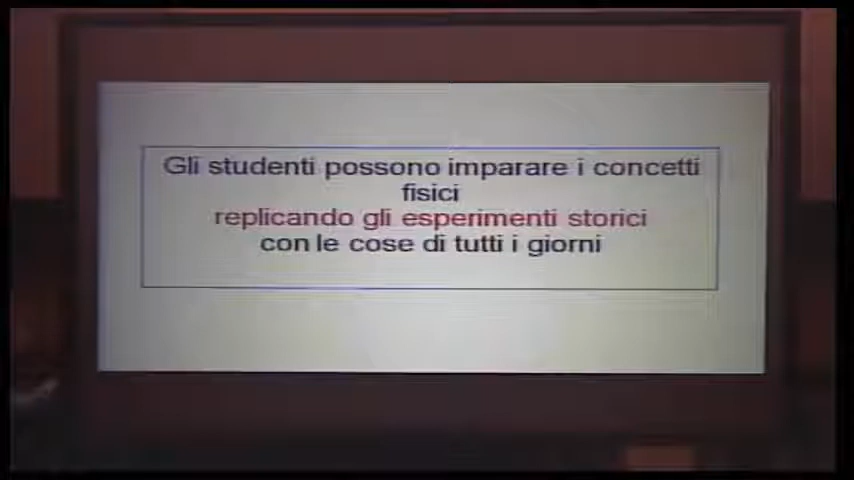 Gli studenti possono imparare i concetti
fisici
replicando gli esperimenti storici
con le cose di tutti i giorni